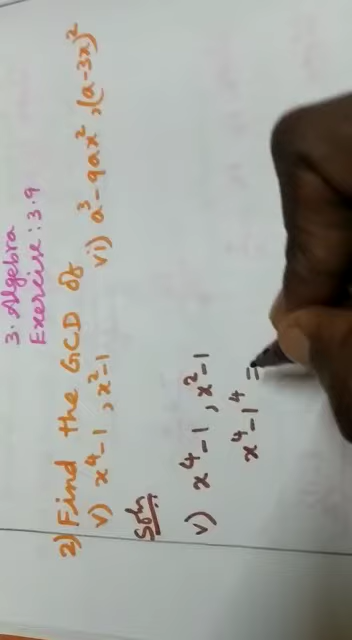 3. Algebra
Exercise: 3.9
2) Find the GCD of
v) x⁴-1, x²-1 vi) a³-9ax², (a-3x)²
Soln
v) x⁴-1, x²-1
x⁴-1⁴ =